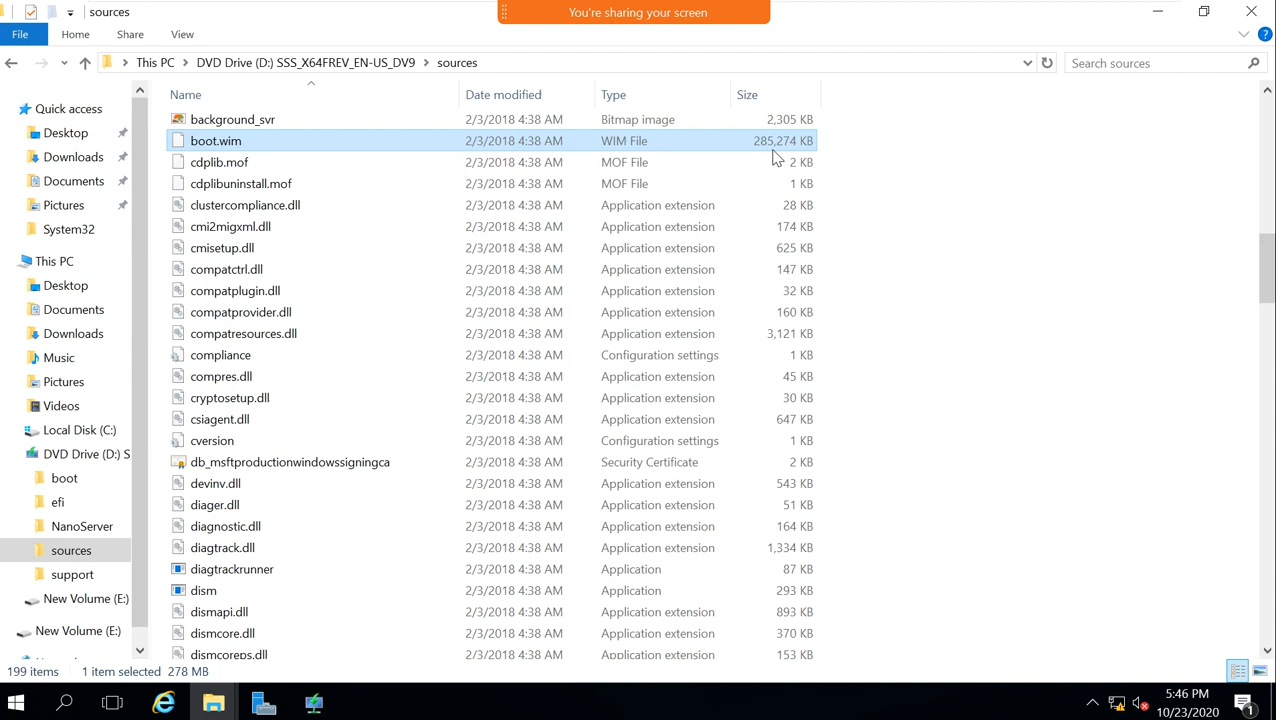 sources
You're sharing your screen
File Home Share View
This PC DVD Drive (D:) SSS_X64FREV_EN-US_DV9 sources
Search sources
Name Date modified Type Size
Quick access
Desktop
Downloads
Documents
Pictures
System32
This PC
Desktop
Documents
Downloads
Music
Pictures
Videos
Local Disk (C:)
DVD Drive (D:) S
boot
efi
NanoServer
sources
support
New Volume (E:)
New Volume (E:)
background_svr 2/3/2018 4:38 AM Bitmap image 2,305 KB
boot.wim 2/3/2018 4:38 AM WIM File 285,274 KB
cdplib.mof 2/3/2018 4:38 AM MOF File 2 KB
cdplibuninstall.mof 2/3/2018 4:38 AM MOF File 1 KB
clustercompliance.dll 2/3/2018 4:38 AM Application extension 28 KB
cmi2migxml.dll 2/3/2018 4:38 AM Application extension 174 KB
cmisetup.dll 2/3/2018 4:38 AM Application extension 625 KB
compatctrl.dll 2/3/2018 4:38 AM Application extension 147 KB
compatplugin.dll 2/3/2018 4:38 AM Application extension 32 KB
compatprovider.dll 2/3/2018 4:38 AM Application extension 160 KB
compatresources.dll 2/3/2018 4:38 AM Application extension 3,121 KB
compliance 2/3/2018 4:38 AM Configuration settings 1 KB
compres.dll 2/3/2018 4:38 AM Application extension 45 KB
cryptosetup.dll 2/3/2018 4:38 AM Application extension 30 KB
csiagent.dll 2/3/2018 4:38 AM Application extension 647 KB
cversion 2/3/2018 4:38 AM Configuration settings 1 KB
db_msftproductionwindowssigningca 2/3/2018 4:38 AM Security Certificate 2 KB
devinv.dll 2/3/2018 4:38 AM Application extension 543 KB
diager.dll 2/3/2018 4:38 AM Application extension 51 KB
diagnostic.dll 2/3/2018 4:38 AM Application extension 164 KB
diagtrack.dll 2/3/2018 4:38 AM Application extension 1,334 KB
diagtrackrunner 2/3/2018 4:38 AM Application 87 KB
dism 2/3/2018 4:38 AM Application 293 KB
dismapi.dll 2/3/2018 4:38 AM Application extension 893 KB
dismcore.dll 2/3/2018 4:38 AM Application extension 370 KB
dismcoreps.dll 2/3/2018 4:38 AM Application extension 153 KB
199 items 1 item selected 278 MB
5:46 PM
10/23/2020
1